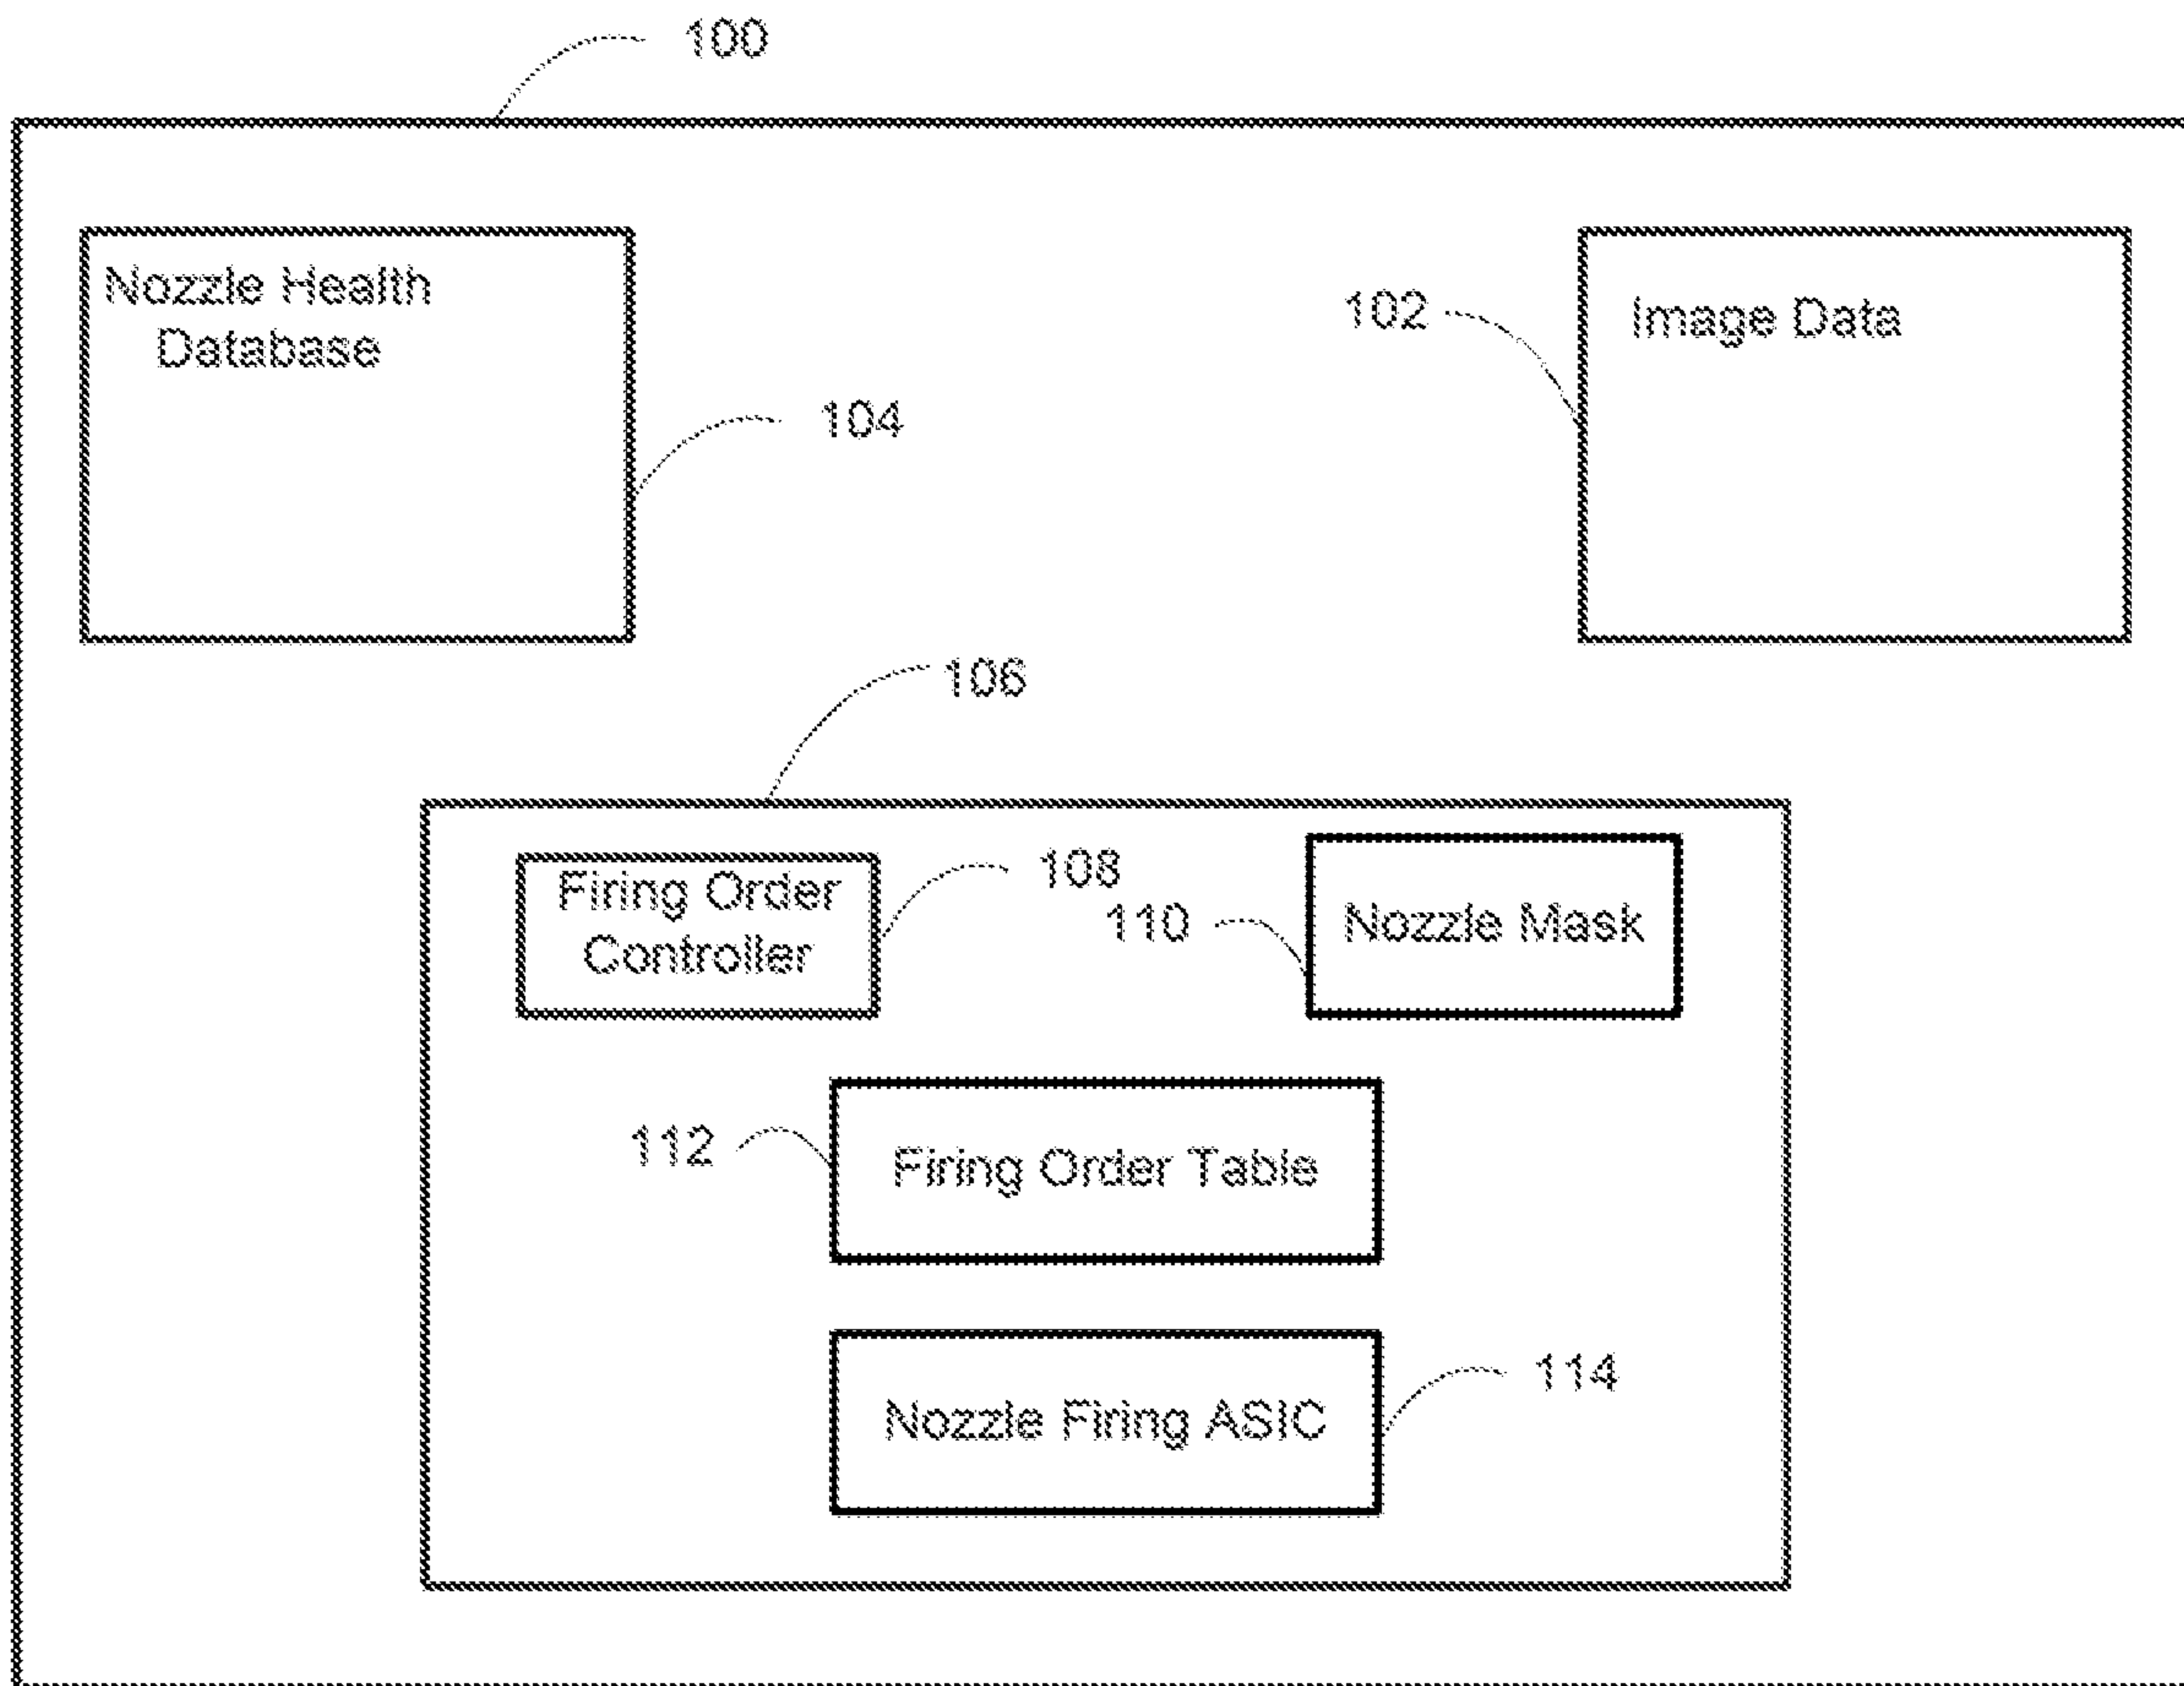 100
Nozzle Health
Database
104
102
Image Data
106
Firing Order
Controller
108
110
Nozzle Mask
112
Firing Order Table
Nozzle Firing ASIC
114